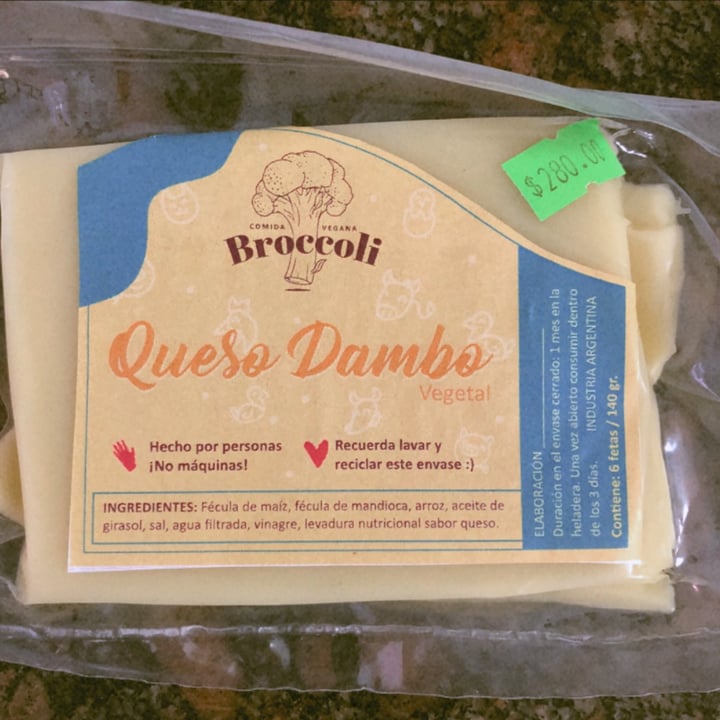 $280.00
COMIDA VEGANA
Broccoli
Queso Dambo
Vegetal
Hecho por personas
¡No máquinas!
Recuerda lavar y
reciclar este envase :)
INGREDIENTES: Fécula de maíz, fécula de mandioca, arroz, aceite de
girasol, sal, agua filtrada, vinagre, levadura nutricional sabor queso.
ELABORACIÓN
Duración en el envase cerrado: 1 mes en la
heladera. Una vez abierto consumir dentro
de los 3 días. INDUSTRIA ARGENTINA
Contiene: 6 fetas / 140 gr.